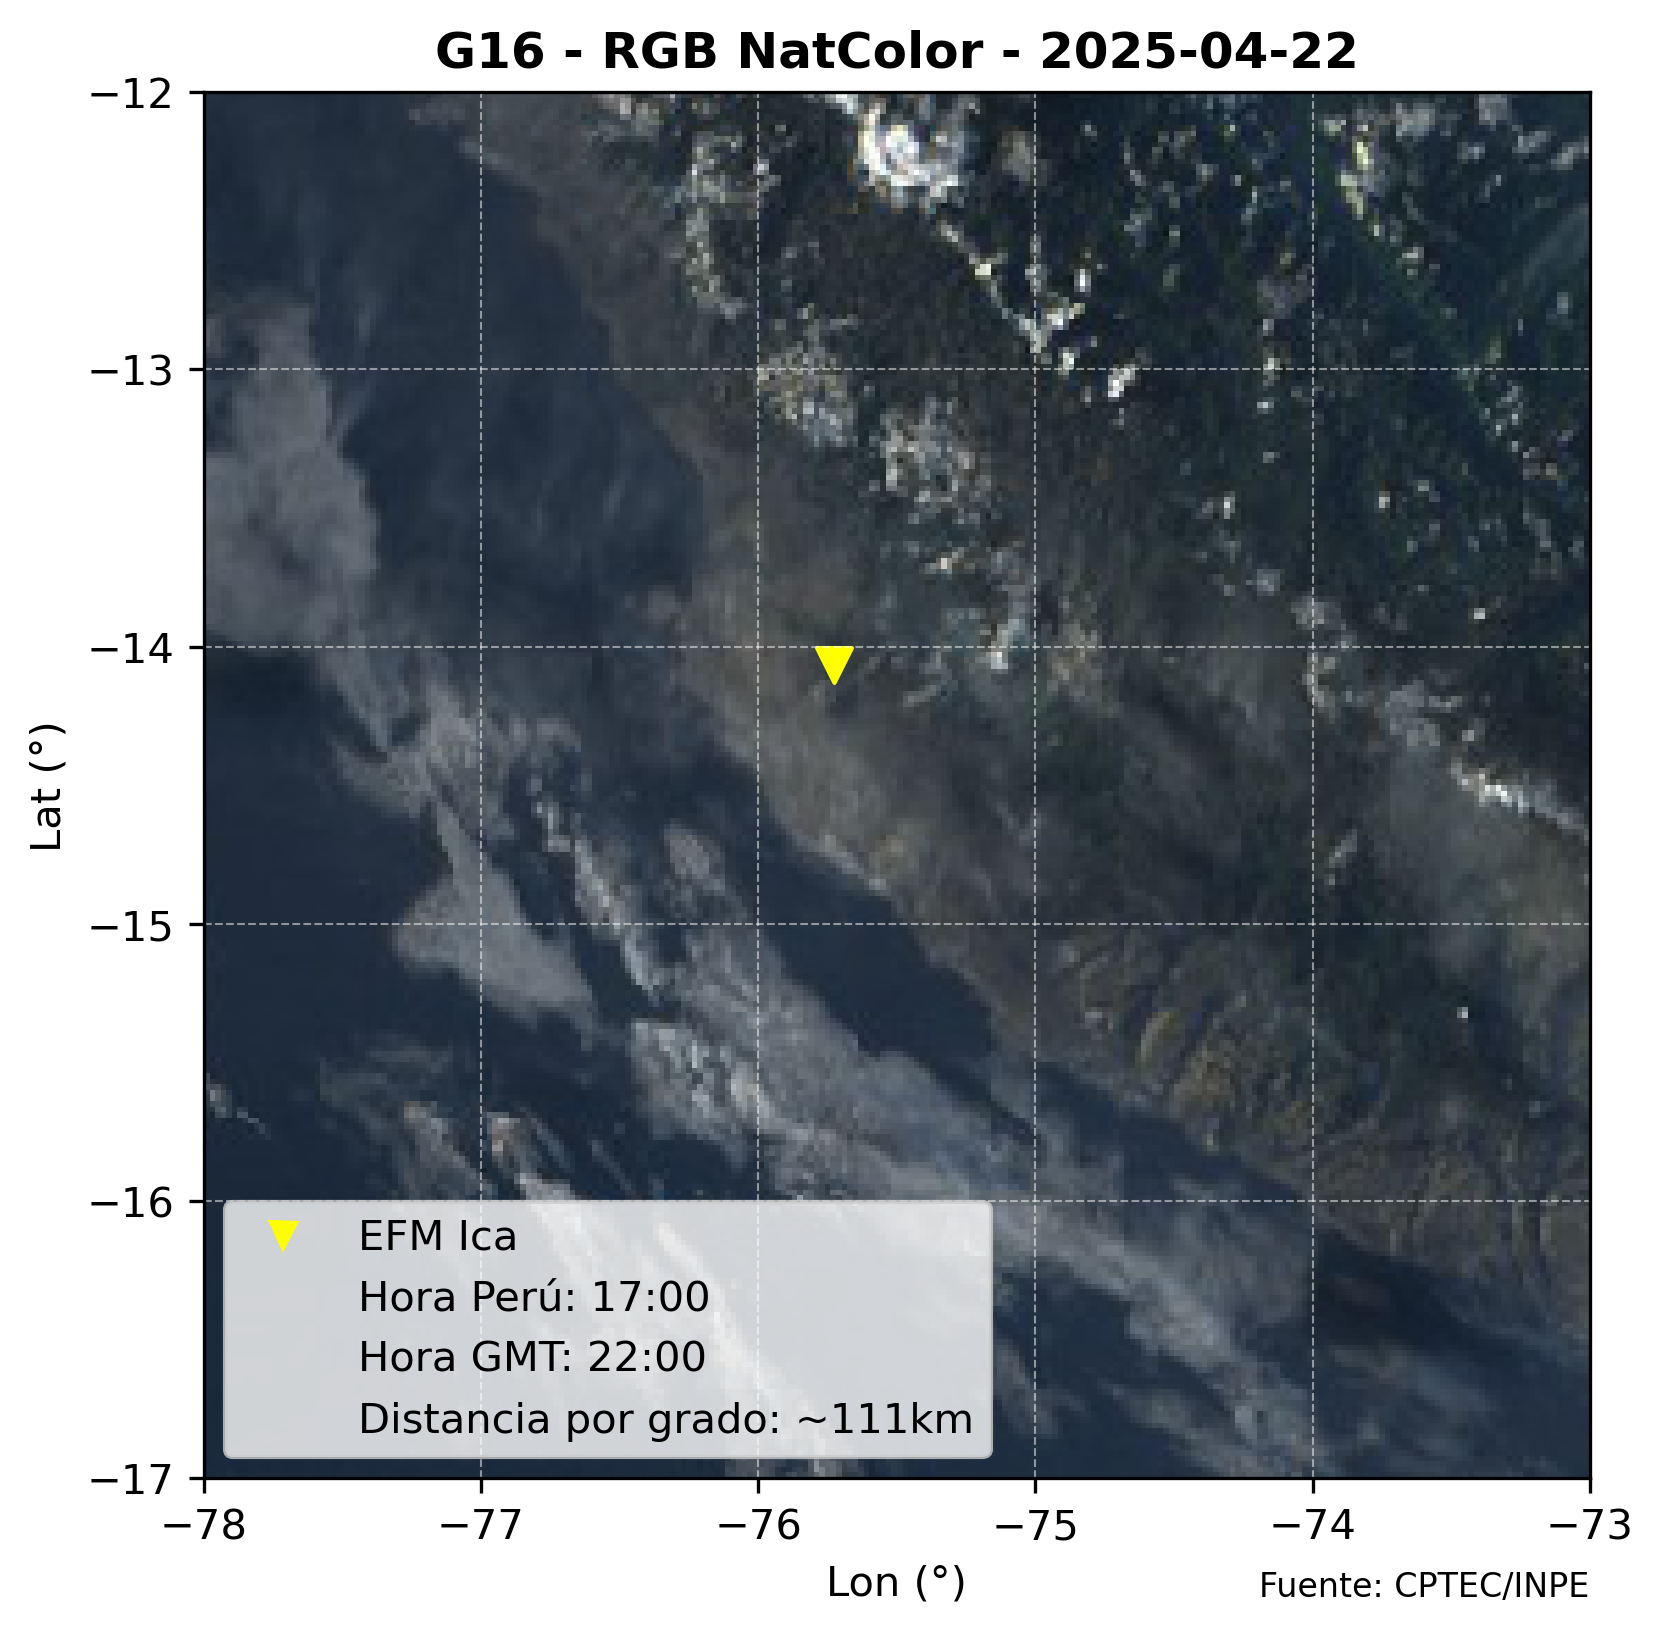 G16 - RGB NatColor - 2025-04-22
−12
−13
−14
−15
−16
−17
Lat (°)
EFM Ica
Hora Perú: 17:00
Hora GMT: 22:00
Distancia por grado: ~111km
−78 −77 −76 −75 −74 −73
Lon (°)
Fuente: CPTEC/INPE